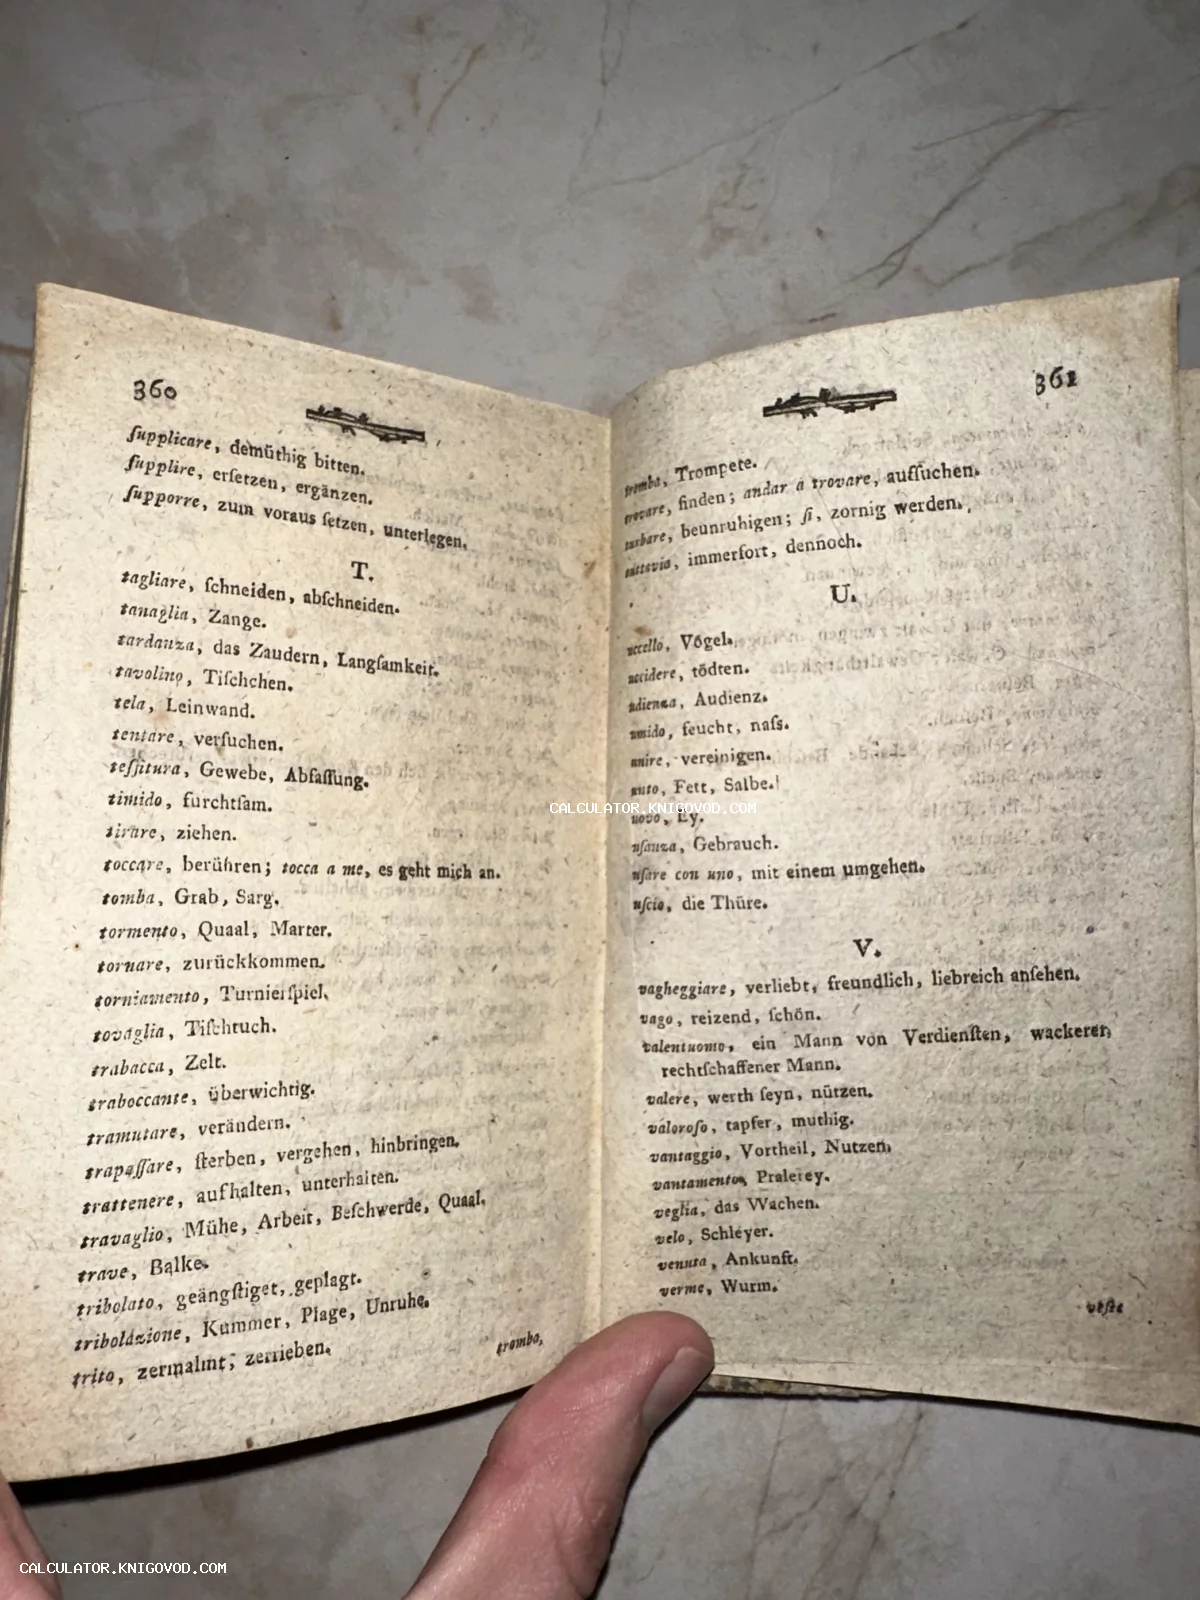 360
ſupplicare, demüthig bitten.
ſupplire, erſetzen, ergänzen.
ſupporre, zum voraus ſetzen, unterlegen.
T.
tagliare, ſchneiden, abſchneiden.
tanaglia, Zange.
tardanza, das Zaudern, Langſamkeit.
tavolino, Tiſchchen.
tela, Leinwand.
tentare, verſuchen.
teſſitura, Gewebe, Abfaſſung.
timido, furchtſam.
tirare, ziehen.
toccare, berühren; tocca a me, es geht mich an.
tomba, Grab, Sarg.
tormento, Quaal, Marter.
tornare, zurückkommen.
torniamento, Turnierſpiel.
tovaglia, Tiſchtuch.
trabacca, Zelt.
traboccante, überwichtig.
tramutare, verändern.
trapaſſare, ſterben, vergehen, hinbringen.
trattenere, aufhalten, unterhalten.
travaglio, Mühe, Arbeit, Beſchwerde, Quaal.
trave, Balke.
tribolato, geängſtiget, geplagt.
tribolazione, Kummer, Plage, Unruhe.
trito, zermalmt, zerrieben.
tromba,
361
tromba, Trompete.
trovare, finden; andar a trovare, aufſuchen.
turbare, beunruhigen; ſi, zornig werden.
tuttavia, immerfort, dennoch.
U.
uccello, Vögel.
uccidere, tödten.
udienza, Audienz.
umido, feucht, naſs.
unire, vereinigen.
unto, Fett, Salbe.
uovo, Ey.
uſanza, Gebrauch.
uſare con uno, mit einem umgehen.
uſcio, die Thüre.
V.
vagheggiare, verliebt, freundlich, liebreich anſehen.
vago, reizend, ſchön.
valentuomo, ein Mann von Verdienſten, wackerer,
rechtſchaffener Mann.
valere, werth ſeyn, nützen.
valoroſo, tapfer, muthig.
vantaggio, Vortheil, Nutzen.
vantamento, Pralerey.
veglia, das Wachen.
velo, Schleyer.
venuta, Ankunft.
verme, Wurm.
veſte
CALCULATOR.KNIGOVOD.COM
CALCULATOR.KNIGOVOD.COM